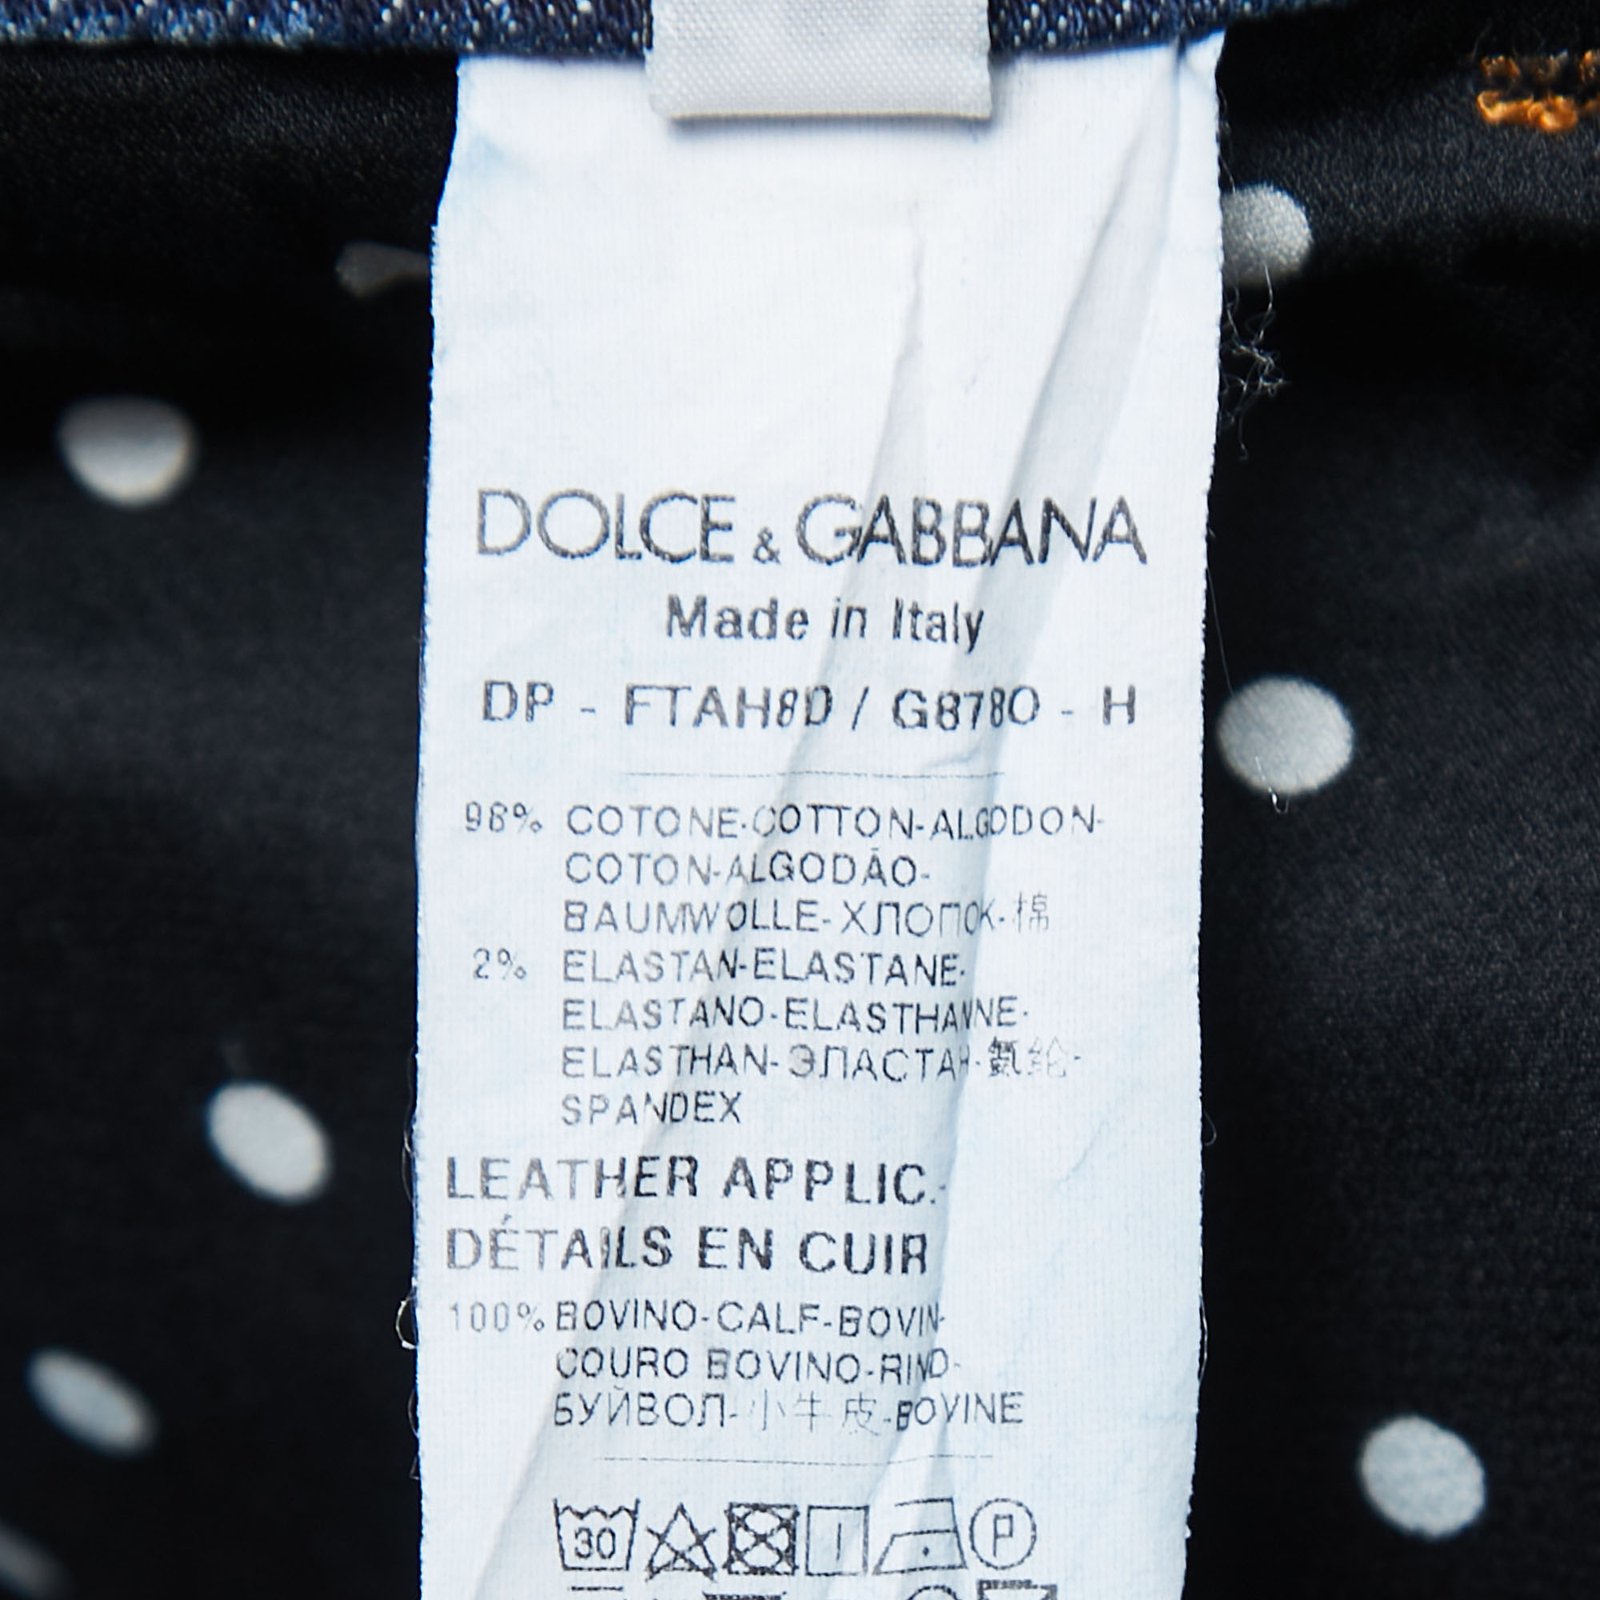 DOLCE & GABBANA
Made in Italy
DP - FTAH8D / G8780 - H
98% COTONE-COTTON-ALGODON-
COTON-ALGODÃO-
BAUMWOLLE-ХЛОПОК-棉
2% ELASTAN-ELASTANE-
ELASTANO-ELASTHANNE-
ELASTHAN-ЭЛАСТАН-氨纶-
SPANDEX
LEATHER APPLIC.-
DÉTAILS EN CUIR
100% BOVINO-CALF-BOVIN-
COURO BOVINO-RIND-
БУЙВОЛ-小牛皮-BOVINE
30 P